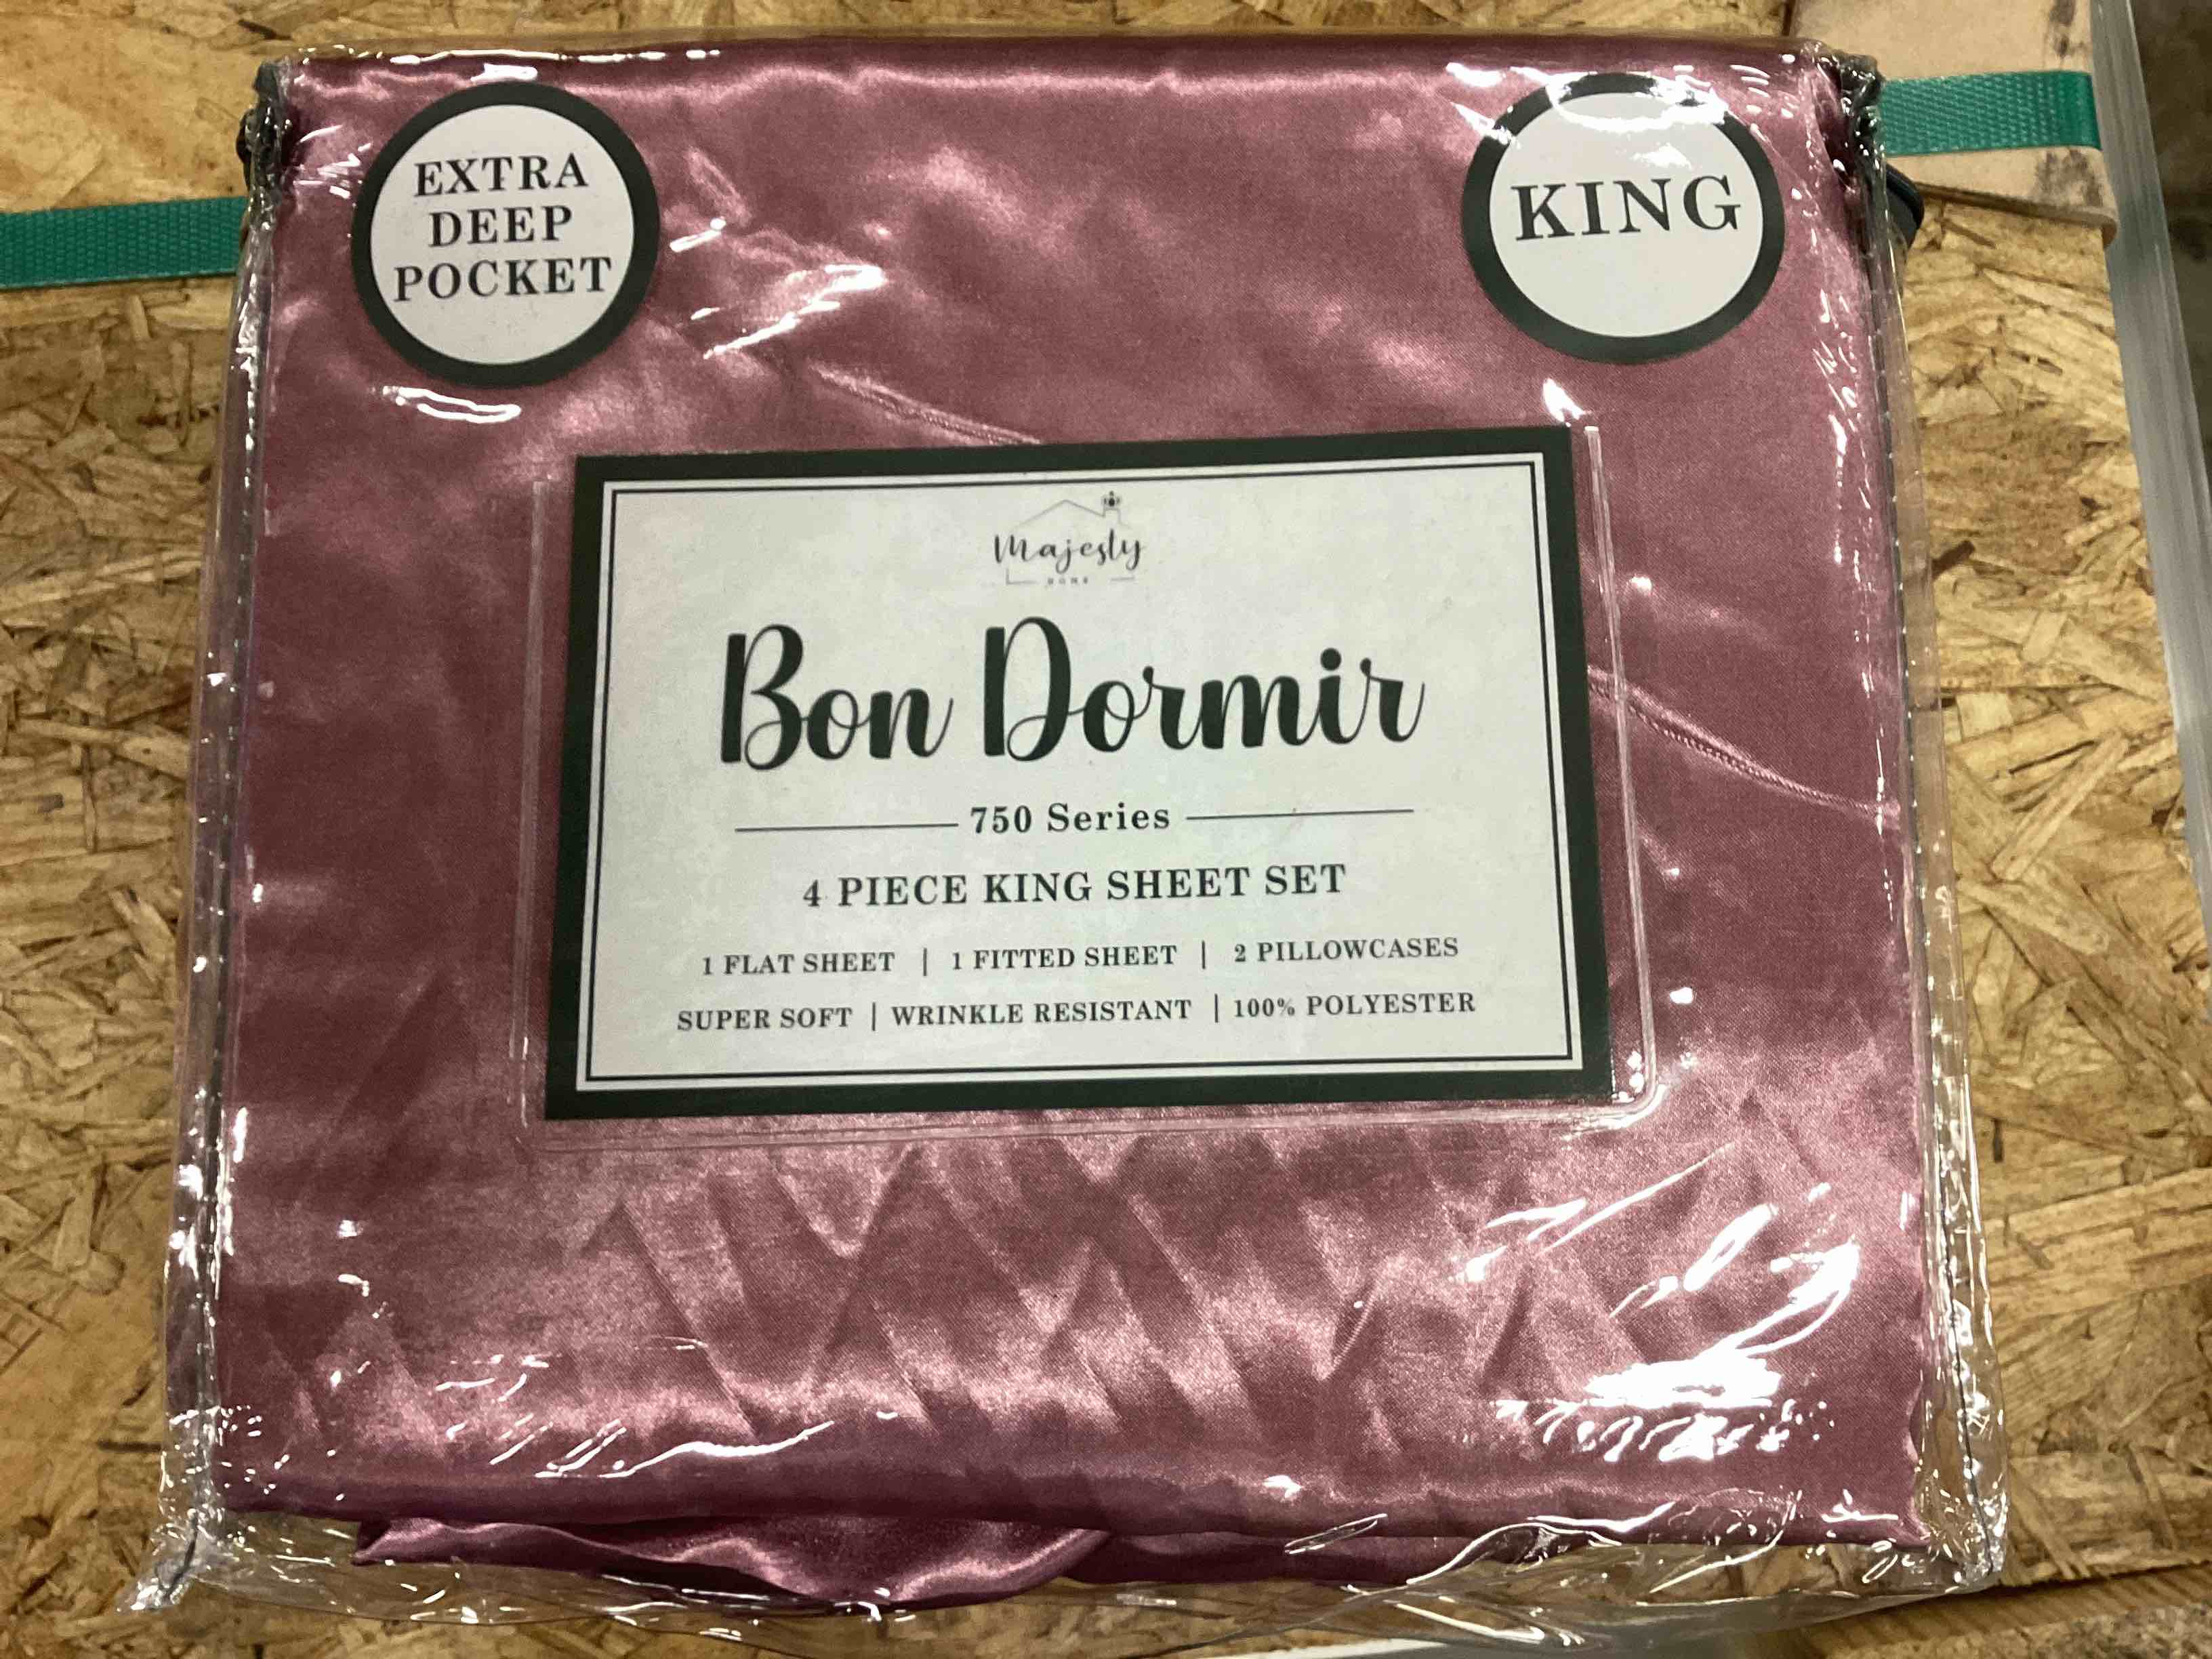 EXTRA
DEEP
POCKET
KING
Majesty
HOME
Bon Dormir
750 Series
4 PIECE KING SHEET SET
1 FLAT SHEET | 1 FITTED SHEET | 2 PILLOWCASES
SUPER SOFT | WRINKLE RESISTANT | 100% POLYESTER